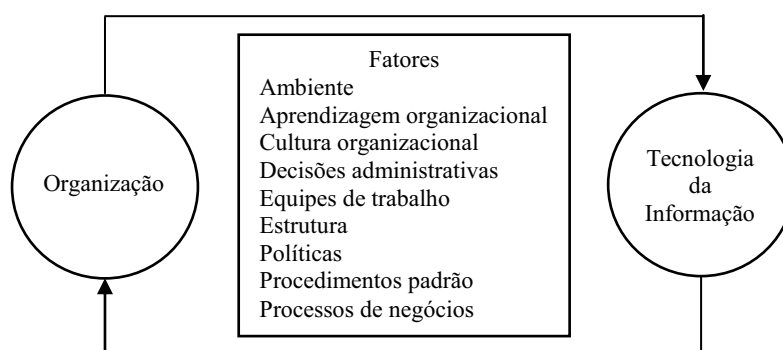 Organização
Fatores
Ambiente
Aprendizagem organizacional
Cultura organizacional
Decisões administrativas
Equipes de trabalho
Estrutura
Políticas
Procedimentos padrão
Processos de negócios
Tecnologia
da
Informação